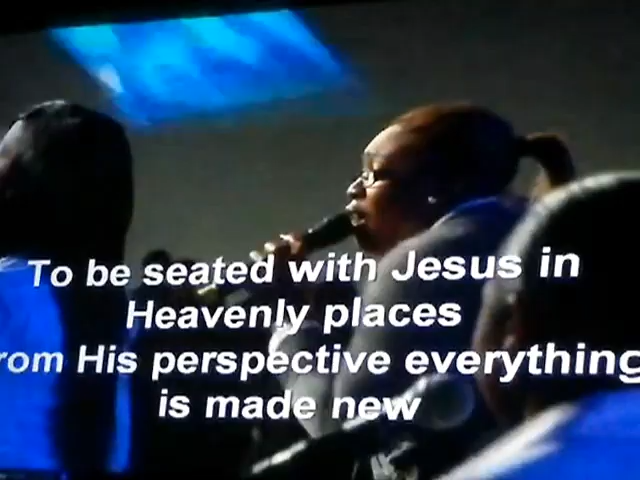 To be seated with Jesus in
Heavenly places
rom His perspective everything
is made new